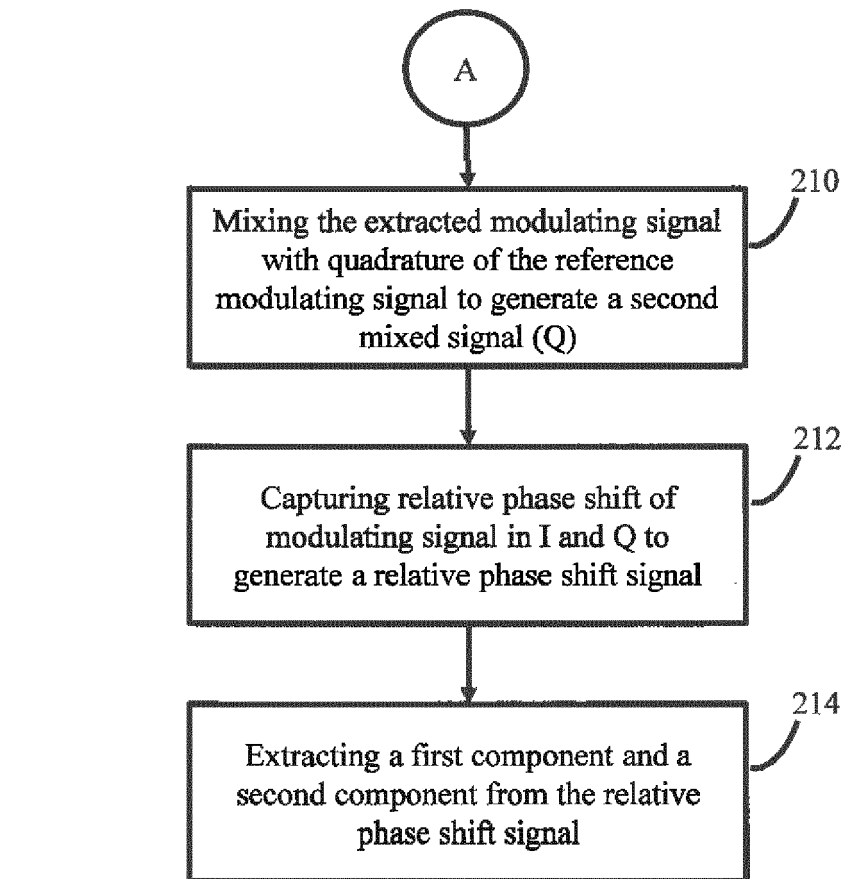 A
210
Mixing the extracted modulating signal
with quadrature of the reference
modulating signal to generate a second
mixed signal (Q)
212
Capturing relative phase shift of
modulating signal in I and Q to
generate a relative phase shift signal
214
Extracting a first component and a
second component from the relative
phase shift signal